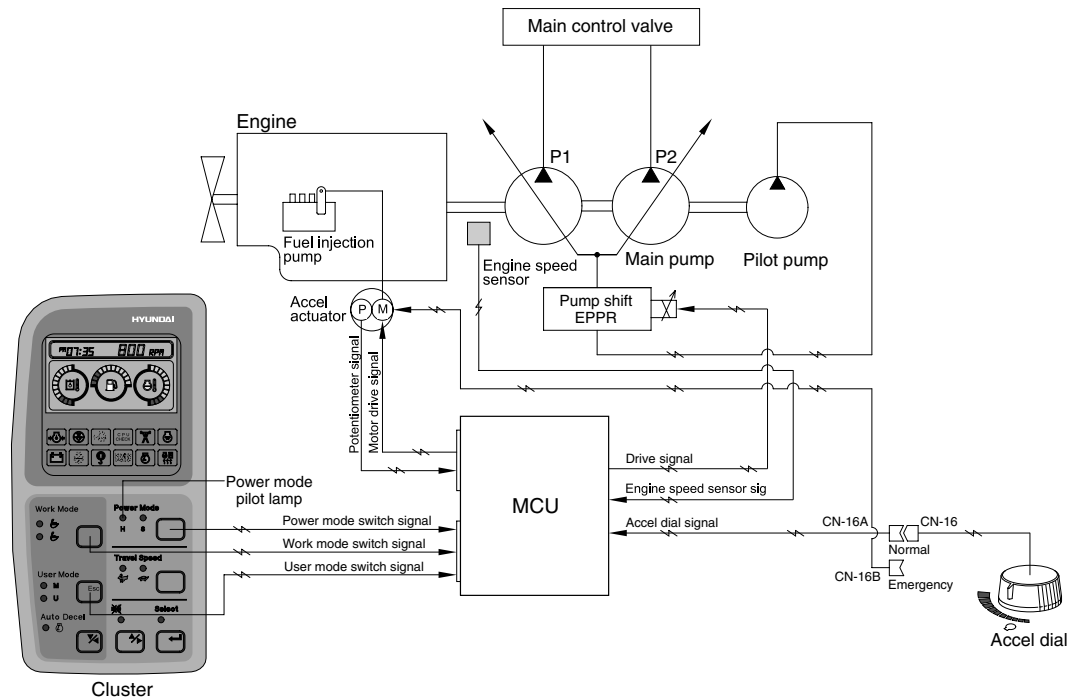 Main control valve
Engine
P1
P2
Fuel injection
pump
Engine speed
sensor
Main pump
Pilot pump
Accel
actuator
P
M
Pump shift
EPPR
HYUNDAI
07:35
800 RPM
Potentiometer signal
Motor drive signal
CPU
CHECK
MCU
Drive signal
Engine speed sensor sig
Accel dial signal
CN-16A
CN-16
Normal
CN-16B
Emergency
Accel dial
Power mode
pilot lamp
Power mode switch signal
Work mode switch signal
User mode switch signal
Work Mode
Power Mode
H
S
Travel Speed
User Mode
M
U
Esc
Auto Decel
Select
Cluster